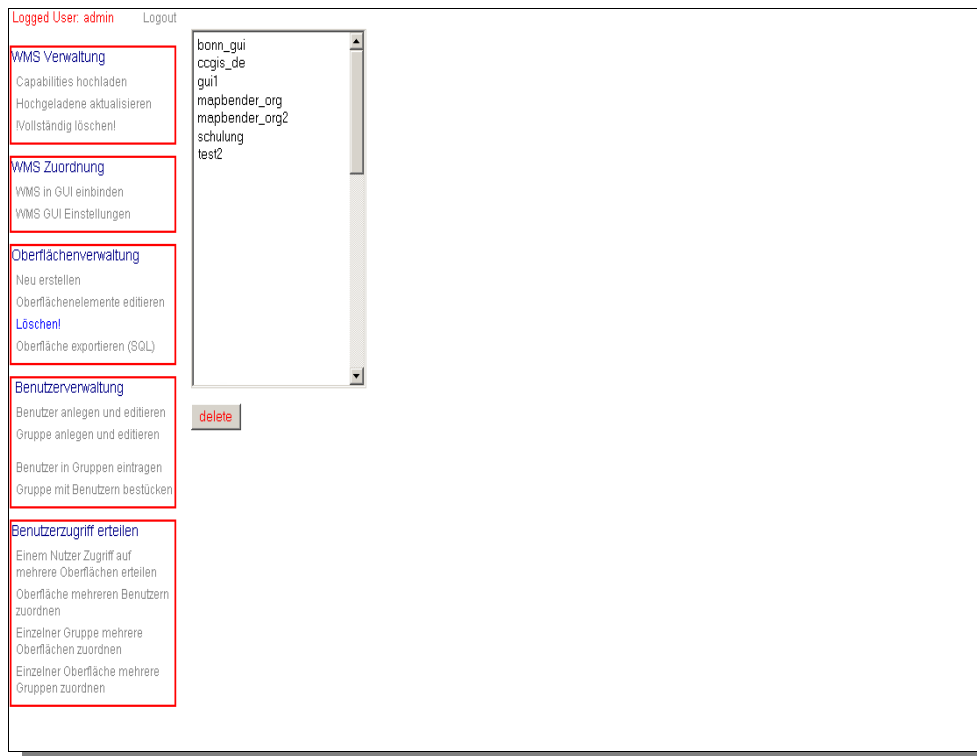 Logged User: admin Logout
WMS Verwaltung
Capabilities hochladen
Hochgeladene aktualisieren
!Vollständig löschen!
WMS Zuordnung
WMS in GUI einbinden
WMS GUI Einstellungen
Oberflächenverwaltung
Neu erstellen
Oberflächenelemente editieren
Löschen!
Oberfläche exportieren (SQL)
Benutzerverwaltung
Benutzer anlegen und editieren
Gruppe anlegen und editieren
Benutzer in Gruppen eintragen
Gruppe mit Benutzern bestücken
Benutzerzugriff erteilen
Einem Nutzer Zugriff auf
mehrere Oberflächen erteilen
Oberfläche mehreren Benutzern
zuordnen
Einzelner Gruppe mehrere
Oberflächen zuordnen
Einzelner Oberfläche mehrere
Gruppen zuordnen
bonn_gui
ccgis_de
gui1
mapbender_org
mapbender_org2
schulung
test2
delete